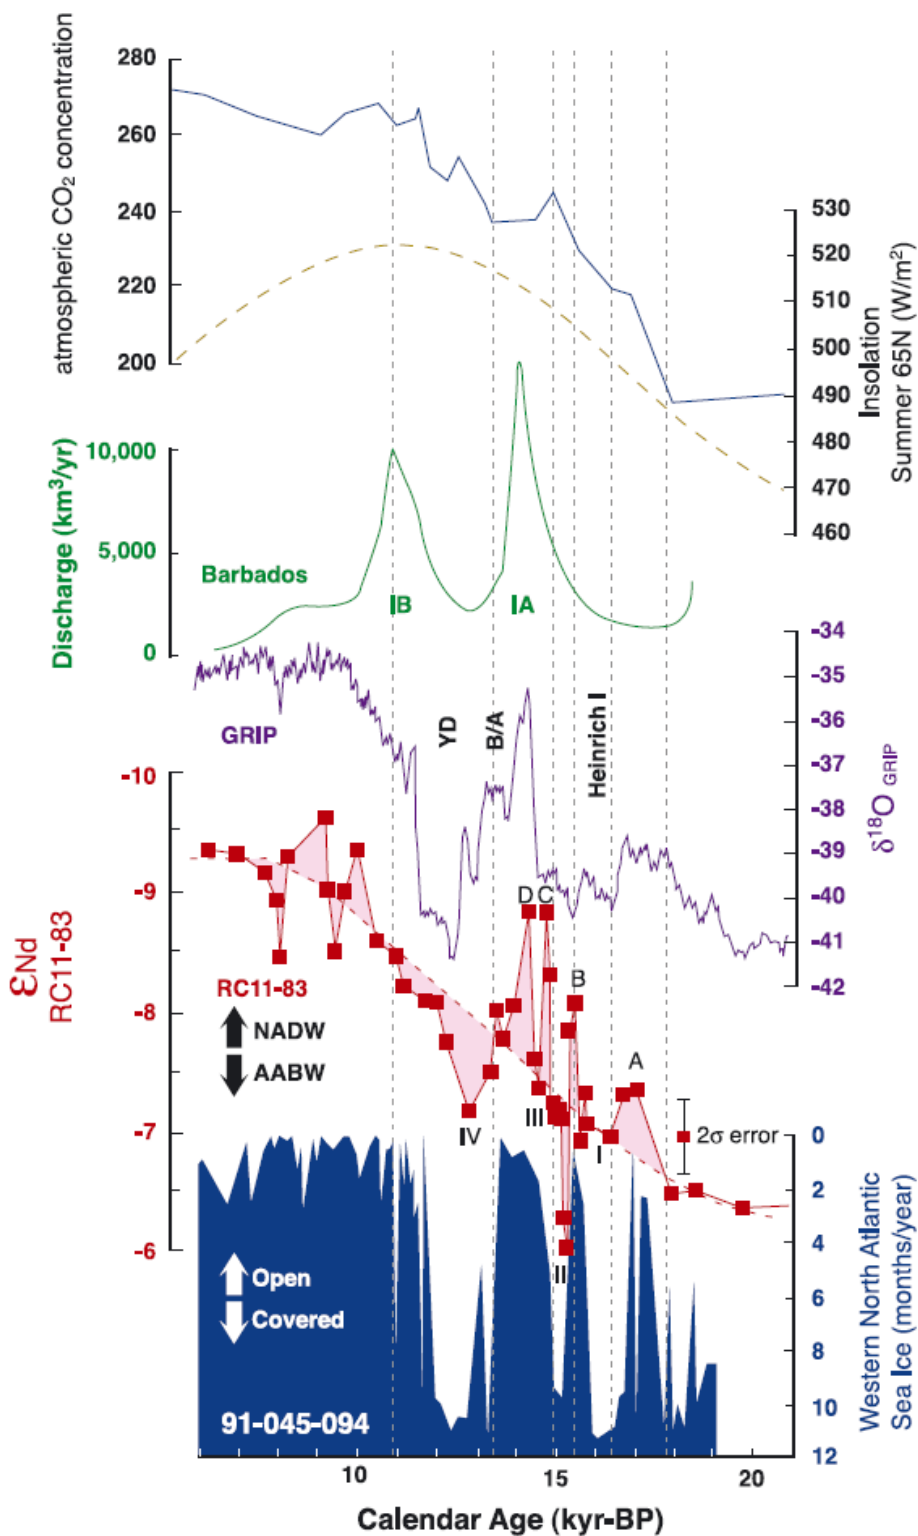 atmospheric CO₂ concentration
280
260
240
220
200
530
520
510
500
490
480
470
460
Insolation
Summer 65N (W/m²)
Discharge (km³/yr)
10,000
5,000
0
Barbados
IB
IA
-34
-35
-36
-37
-38
-39
-40
-41
-42
δ¹⁸O GRIP
GRIP
YD
B/A
Heinrich I
-10
-9
-8
-7
-6
εNd
RC11-83
RC11-83
NADW
AABW
D C
B
A
IV
III
II
I
2σ error
0
2
4
6
8
10
12
Western North Atlantic
Sea Ice (months/year)
Open
Covered
91-045-094
10
15
20
Calendar Age (kyr-BP)